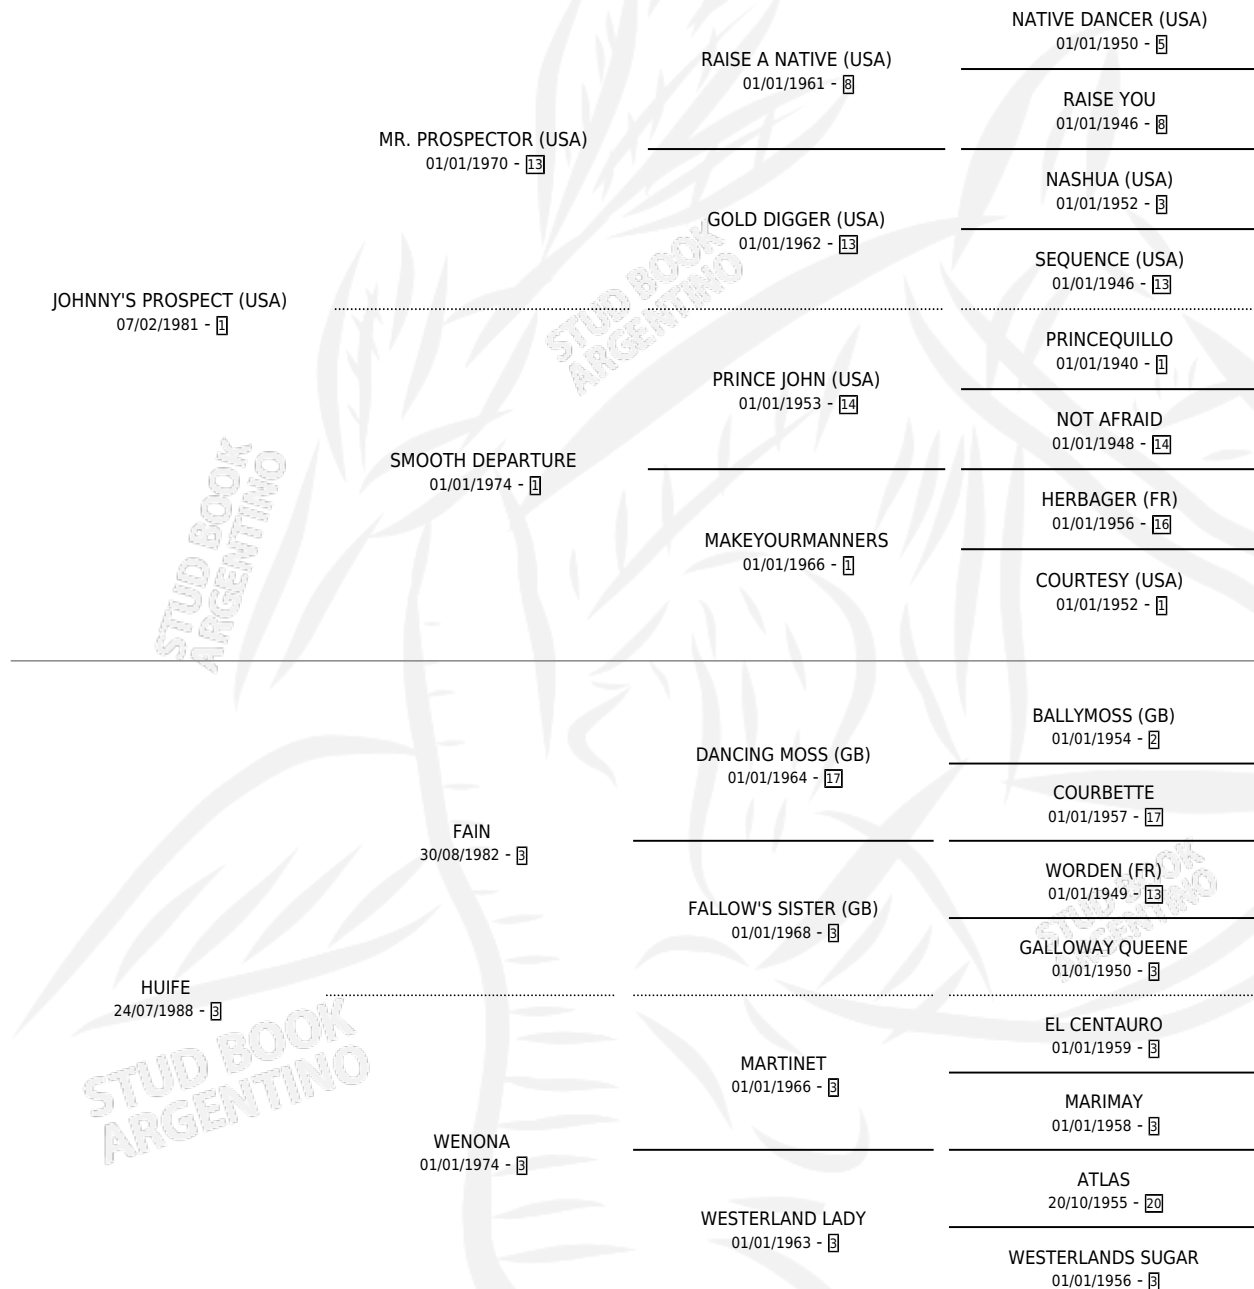 NATIVE DANCER (USA)
01/01/1950 - 5
RAISE A NATIVE (USA)
01/01/1961 - 8
RAISE YOU
01/01/1946 - 8
MR. PROSPECTOR (USA)
01/01/1970 - 13
NASHUA (USA)
01/01/1952 - 3
GOLD DIGGER (USA)
01/01/1962 - 13
SEQUENCE (USA)
01/01/1946 - 13
JOHNNY'S PROSPECT (USA)
07/02/1981 - 1
STUD BOOK
ARGENTINO
PRINCEQUILLO
01/01/1940 - 1
PRINCE JOHN (USA)
01/01/1953 - 14
NOT AFRAID
01/01/1948 - 14
SMOOTH DEPARTURE
01/01/1974 - 1
HERBAGER (FR)
01/01/1956 - 16
MAKEYOURMANNERS
01/01/1966 - 1
COURTESY (USA)
01/01/1952 - 1
STUD BOOK
ARGENTINO
BALLYMOSS (GB)
01/01/1954 - 2
DANCING MOSS (GB)
01/01/1964 - 17
COURBETTE
01/01/1957 - 17
FAIN
30/08/1982 - 3
WORDEN (FR)
01/01/1949 - 13
FALLOW'S SISTER (GB)
01/01/1968 - 3
GALLOWAY QUEENE
01/01/1950 - 3
STUD BOOK
ARGENTINO
HUIFE
24/07/1988 - 3
EL CENTAURO
01/01/1959 - 3
MARTINET
01/01/1966 - 3
MARIMAY
01/01/1958 - 3
STUD BOOK
ARGENTINO
WENONA
01/01/1974 - 3
ATLAS
20/10/1955 - 20
WESTERLAND LADY
01/01/1963 - 3
WESTERLANDS SUGAR
01/01/1956 - 3